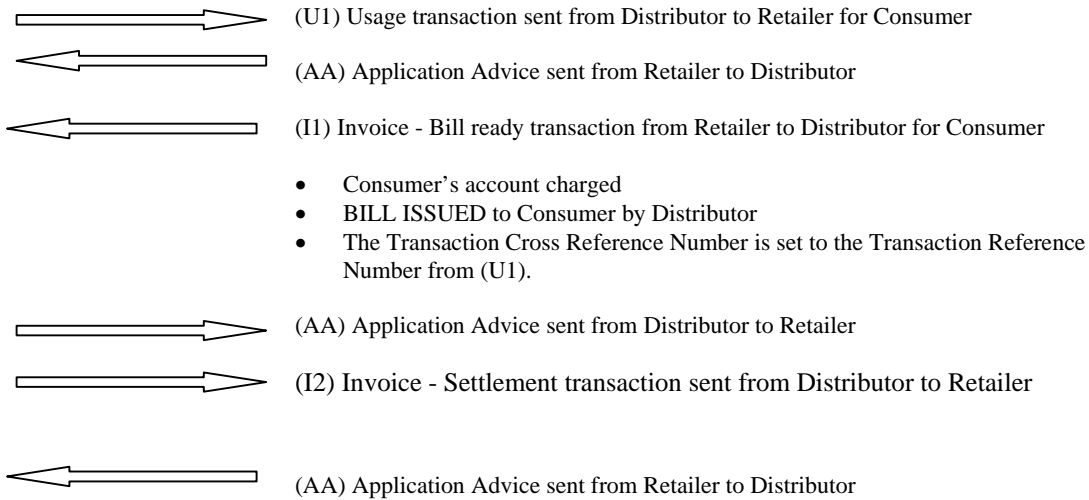 (U1) Usage transaction sent from Distributor to Retailer for Consumer
(AA) Application Advice sent from Retailer to Distributor
(I1) Invoice - Bill ready transaction from Retailer to Distributor for Consumer
• Consumer’s account charged
• BILL ISSUED to Consumer by Distributor
• The Transaction Cross Reference Number is set to the Transaction Reference
Number from (U1).
(AA) Application Advice sent from Distributor to Retailer
(I2) Invoice - Settlement transaction sent from Distributor to Retailer
(AA) Application Advice sent from Retailer to Distributor